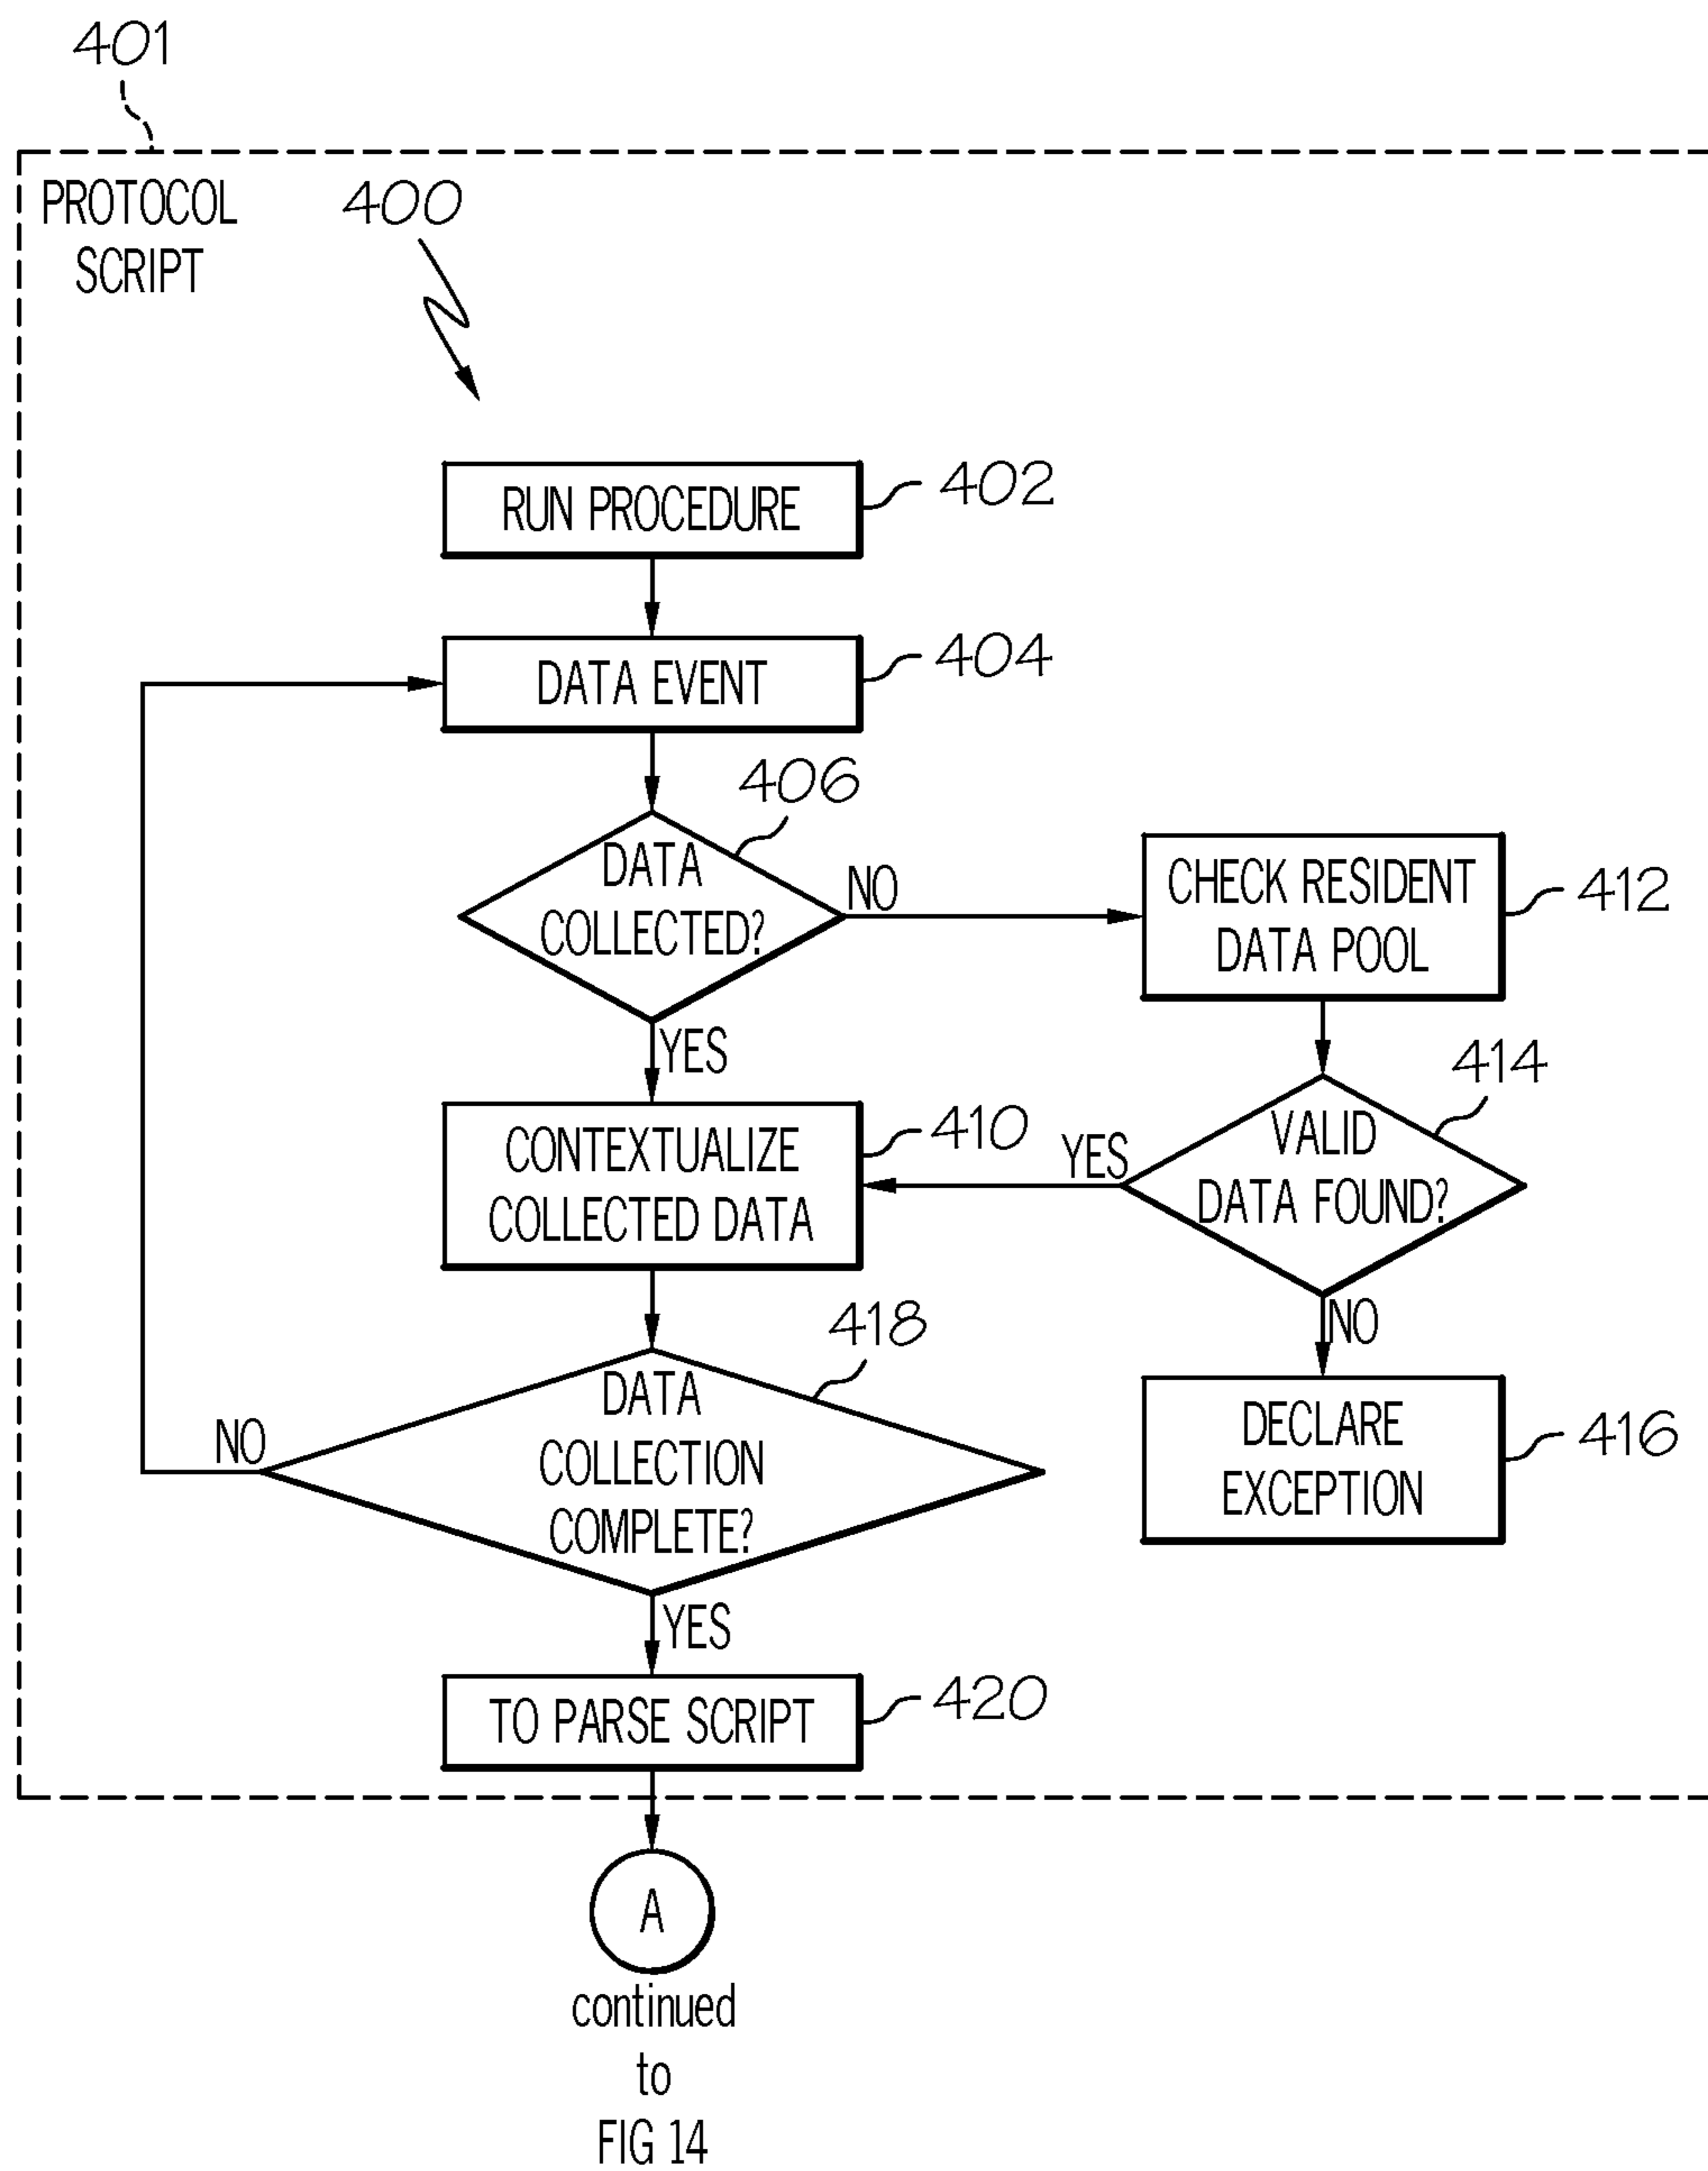 401
PROTOCOL
SCRIPT
400
RUN PROCEDURE
402
DATA EVENT
404
406
DATA
COLLECTED?
NO
YES
CHECK RESIDENT
DATA POOL
412
414
VALID
DATA FOUND?
YES
NO
CONTEXTUALIZE
COLLECTED DATA
410
DECLARE
EXCEPTION
416
418
DATA
COLLECTION
COMPLETE?
NO
YES
TO PARSE SCRIPT
420
A
continued
to
FIG 14